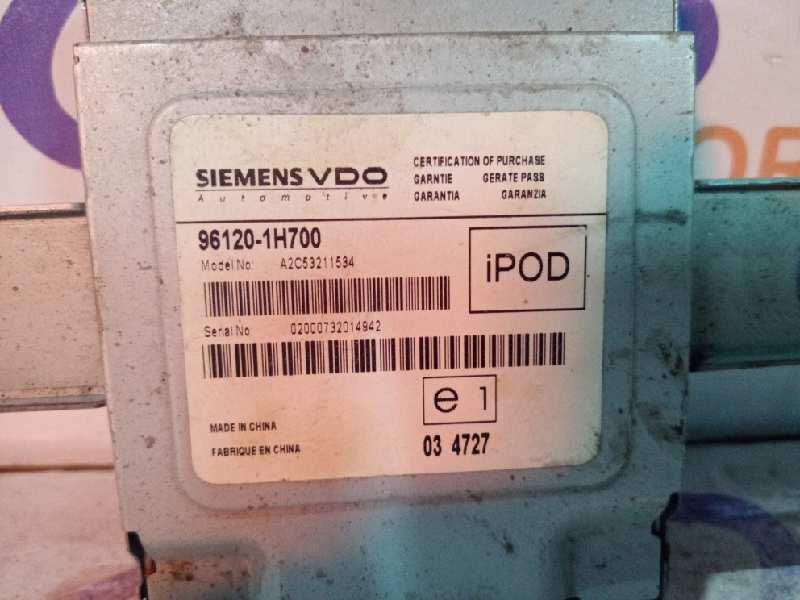 SIEMENS VDO
Automotive
CERTIFICATION OF PURCHASE
GARNTIE GERATE PASS
GARANTIA GARANZIA
96120-1H700
Model No: A2C53211534
iPOD
Serial No 02000732014942
e 1
MADE IN CHINA
FABRIQUE EN CHINA
03 4727